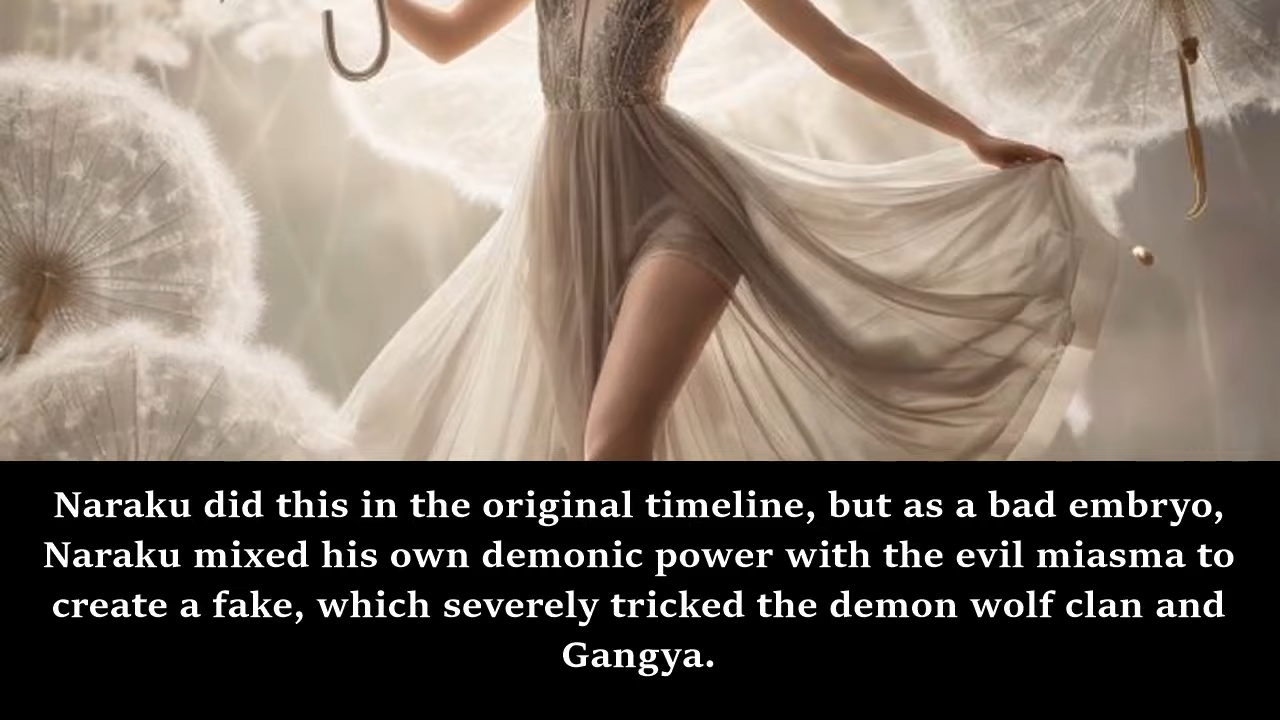 Naraku did this in the original timeline, but as a bad embryo,
Naraku mixed his own demonic power with the evil miasma to
create a fake, which severely tricked the demon wolf clan and
Gangya.